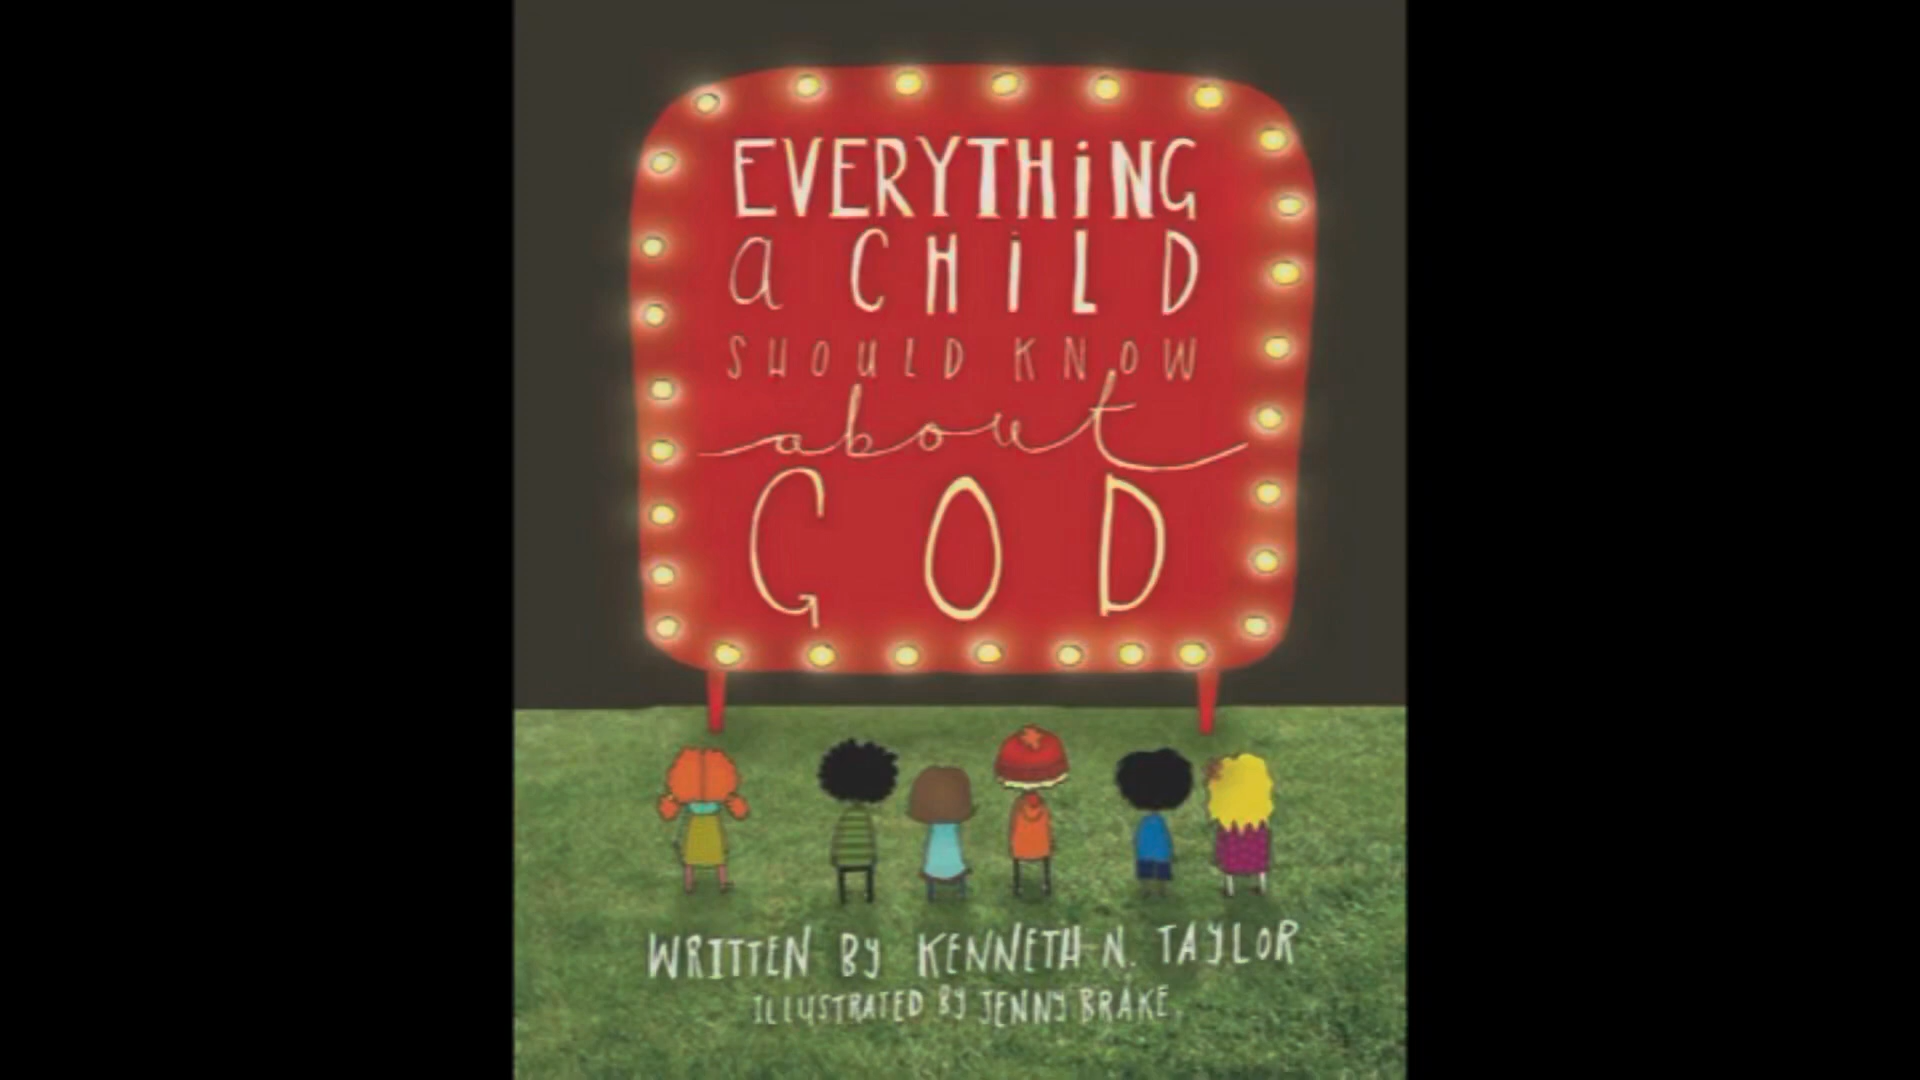 EVERYTHING
a CHILD
SHOULD KNOW
about
GOD
WRITTEN BY KENNETH N. TAYLOR
ILLUSTRATED BY JENNY BRAKE